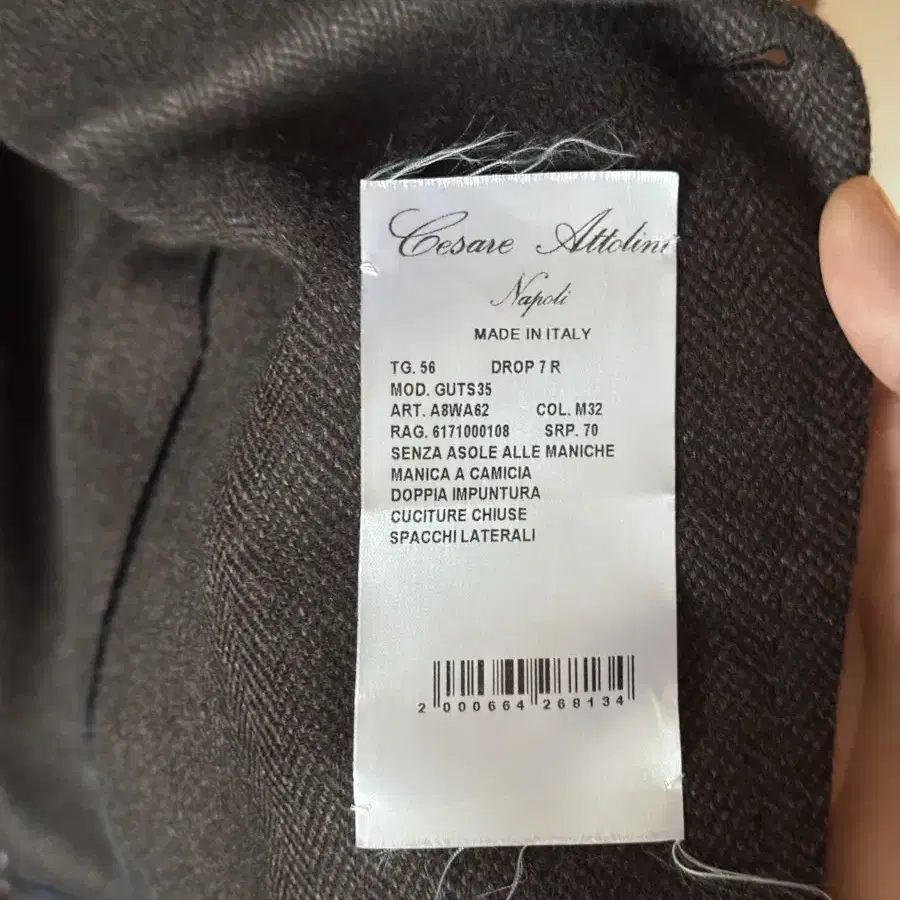 Cesare Attolini
Napoli
MADE IN ITALY
TG. 56 DROP 7 R
MOD. GUTS35
ART. A8WA62 COL. M32
RAG. 6171000108 SRP. 70
SENZA ASOLE ALLE MANICHE
MANICA A CAMICIA
DOPPIA IMPUNTURA
CUCITURE CHIUSE
SPACCHI LATERALI
2 000664 268134